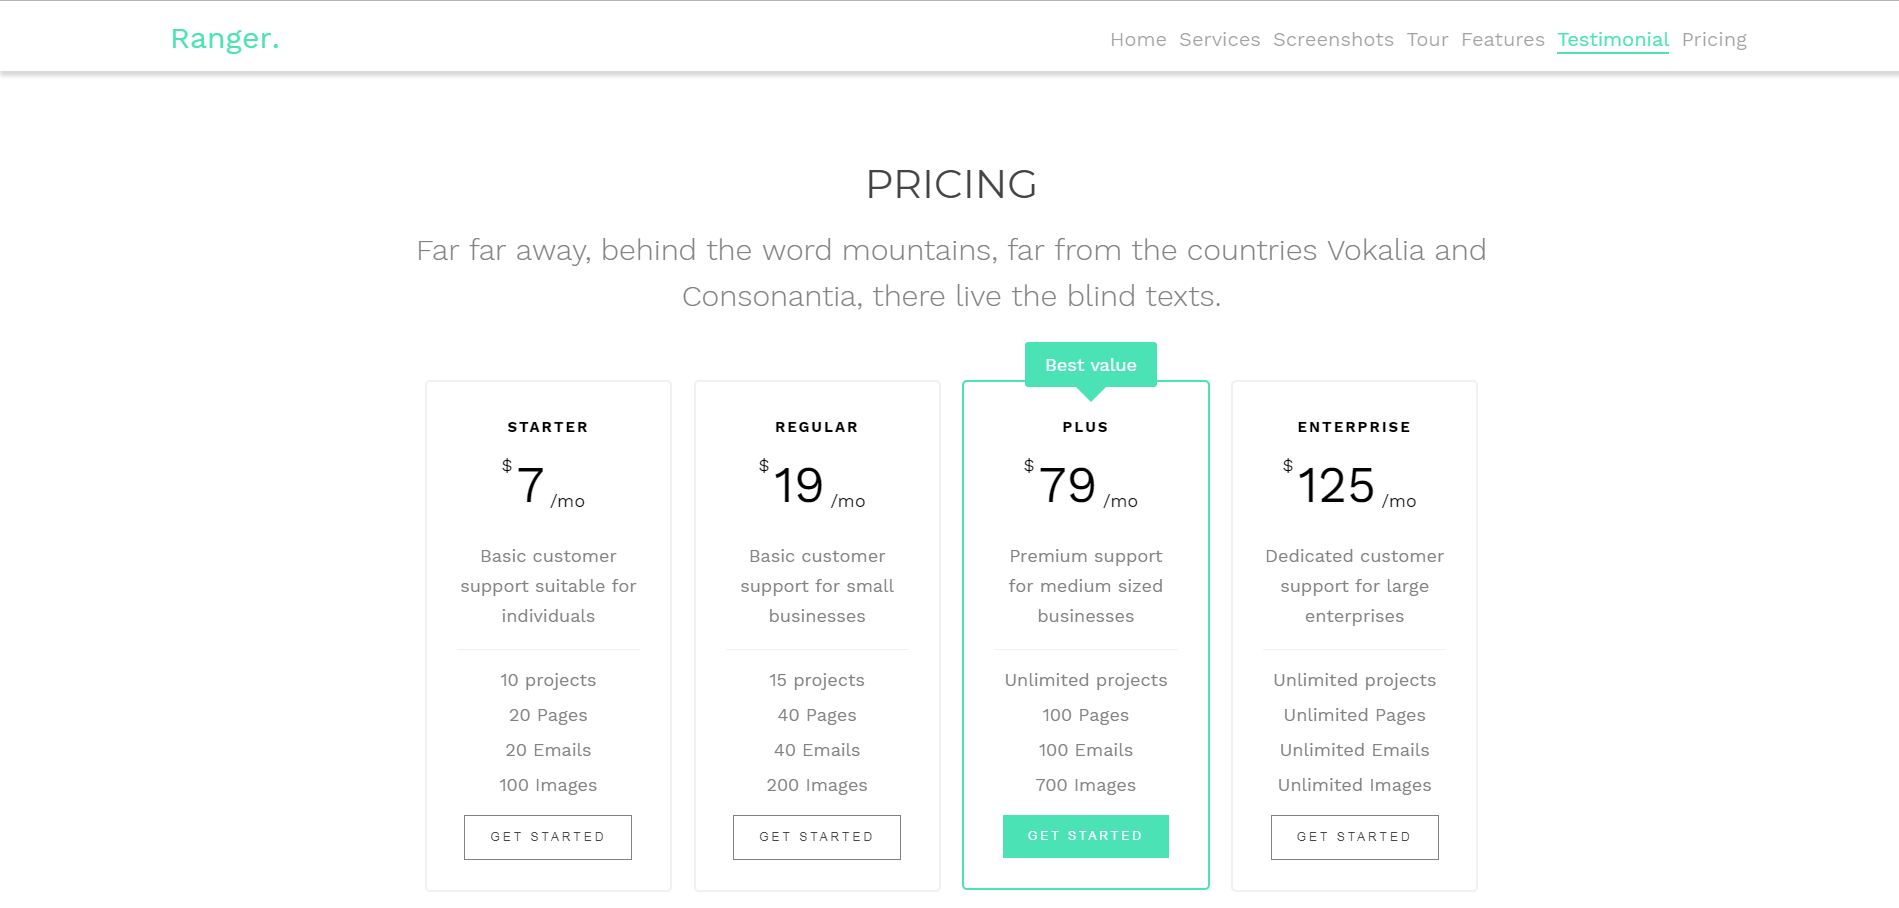 Ranger.
Home Services Screenshots Tour Features Testimonial Pricing
PRICING
Far far away, behind the word mountains, far from the countries Vokalia and
Consonantia, there live the blind texts.
STARTER
$7 /mo
Basic customer
support suitable for
individuals
10 projects
20 Pages
20 Emails
100 Images
GET STARTED
REGULAR
$19 /mo
Basic customer
support for small
businesses
15 projects
40 Pages
40 Emails
200 Images
GET STARTED
Best value
PLUS
$79 /mo
Premium support
for medium sized
businesses
Unlimited projects
100 Pages
100 Emails
700 Images
GET STARTED
ENTERPRISE
$125 /mo
Dedicated customer
support for large
enterprises
Unlimited projects
Unlimited Pages
Unlimited Emails
Unlimited Images
GET STARTED